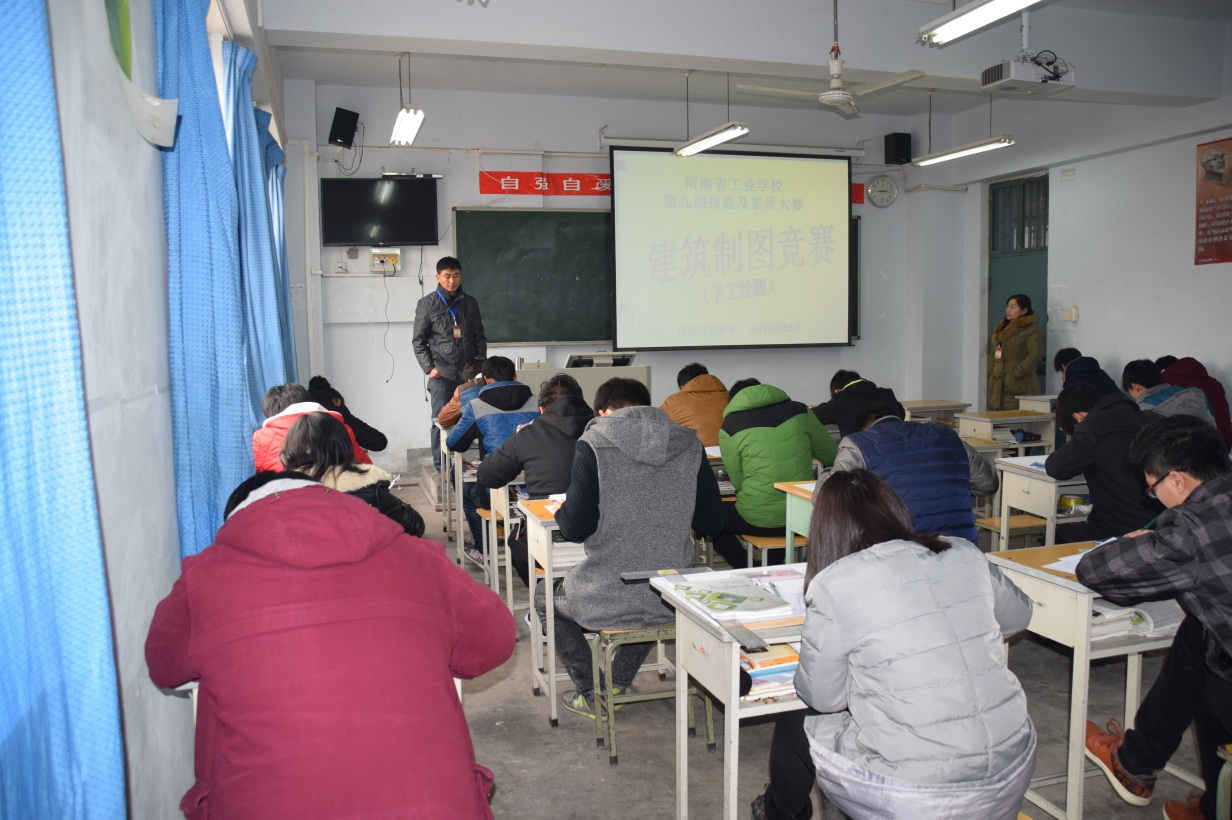 自强自
河南省工业学校
第九届技能及素质大赛
建筑制图竞赛
（手工绘图）